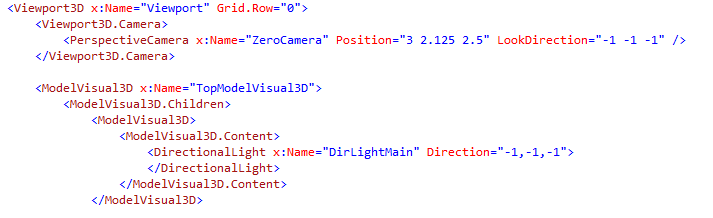 <Viewport3D x:Name="Viewport" Grid.Row="0">
<Viewport3D.Camera>
<PerspectiveCamera x:Name="ZeroCamera" Position="3 2.125 2.5" LookDirection="-1 -1 -1" />
</Viewport3D.Camera>
<ModelVisual3D x:Name="TopModelVisual3D">
<ModelVisual3D.Children>
<ModelVisual3D>
<ModelVisual3D.Content>
<DirectionalLight x:Name="DirLightMain" Direction="-1,-1,-1">
</DirectionalLight>
</ModelVisual3D.Content>
</ModelVisual3D>